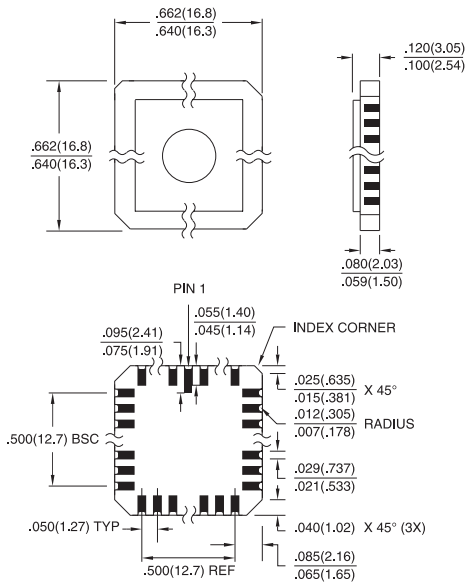 .662(16.8)
.640(16.3)
.120(3.05)
.100(2.54)
.662(16.8)
.640(16.3)
.080(2.03)
.059(1.50)
PIN 1
.055(1.40)
.045(1.14)
INDEX CORNER
.095(2.41)
.075(1.91)
.025(.635)
.015(.381)
X 45°
.012(.305)
.007(.178)
RADIUS
.500(12.7) BSC
.029(.737)
.021(.533)
.050(1.27) TYP
.040(1.02) X 45° (3X)
.500(12.7) REF
.085(2.16)
.065(1.65)